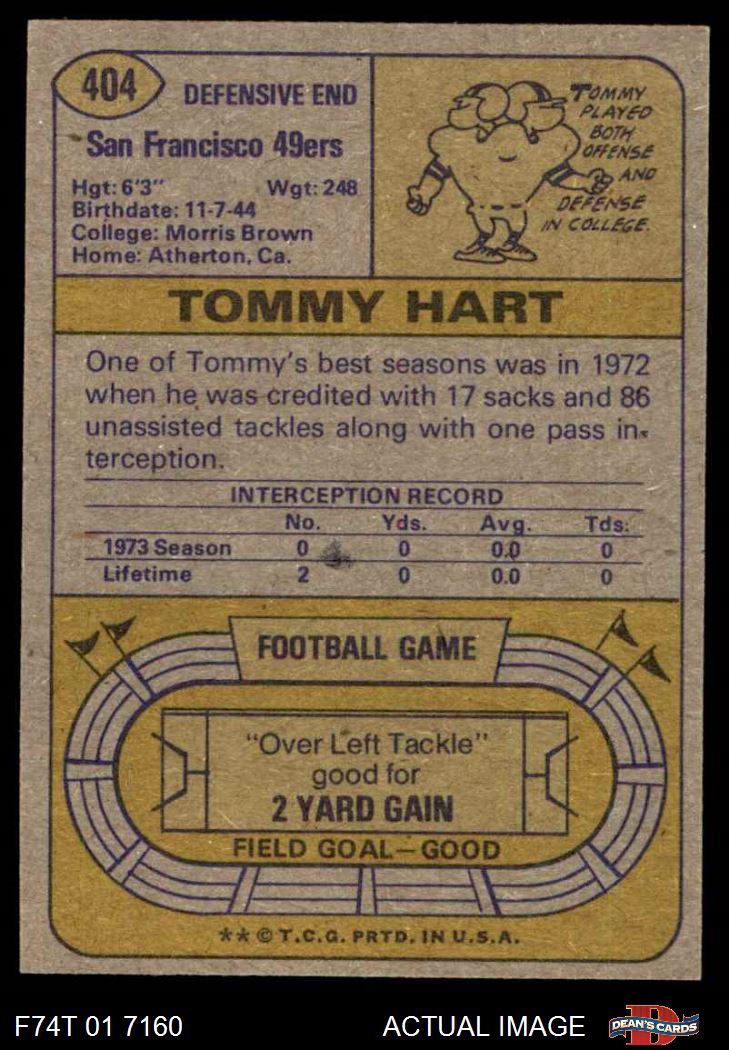 404
DEFENSIVE END
San Francisco 49ers
Hgt: 6'3" Wgt: 248
Birthdate: 11-7-44
College: Morris Brown
Home: Atherton, Ca.
TOMMY
PLAYED
BOTH
OFFENSE
AND
DEFENSE
IN COLLEGE.
TOMMY HART
One of Tommy's best seasons was in 1972
when he was credited with 17 sacks and 86
unassisted tackles along with one pass in-
terception.
INTERCEPTION RECORD
No. Yds. Avg. Tds.
1973 Season 0 0 0.0 0
Lifetime 2 0 0.0 0
FOOTBALL GAME
"Over Left Tackle"
good for
2 YARD GAIN
FIELD GOAL—GOOD
** © T.C.G. PRTD. IN U.S.A.
F74T 01 7160 ACTUAL IMAGE
D
DEAN'S CARDS